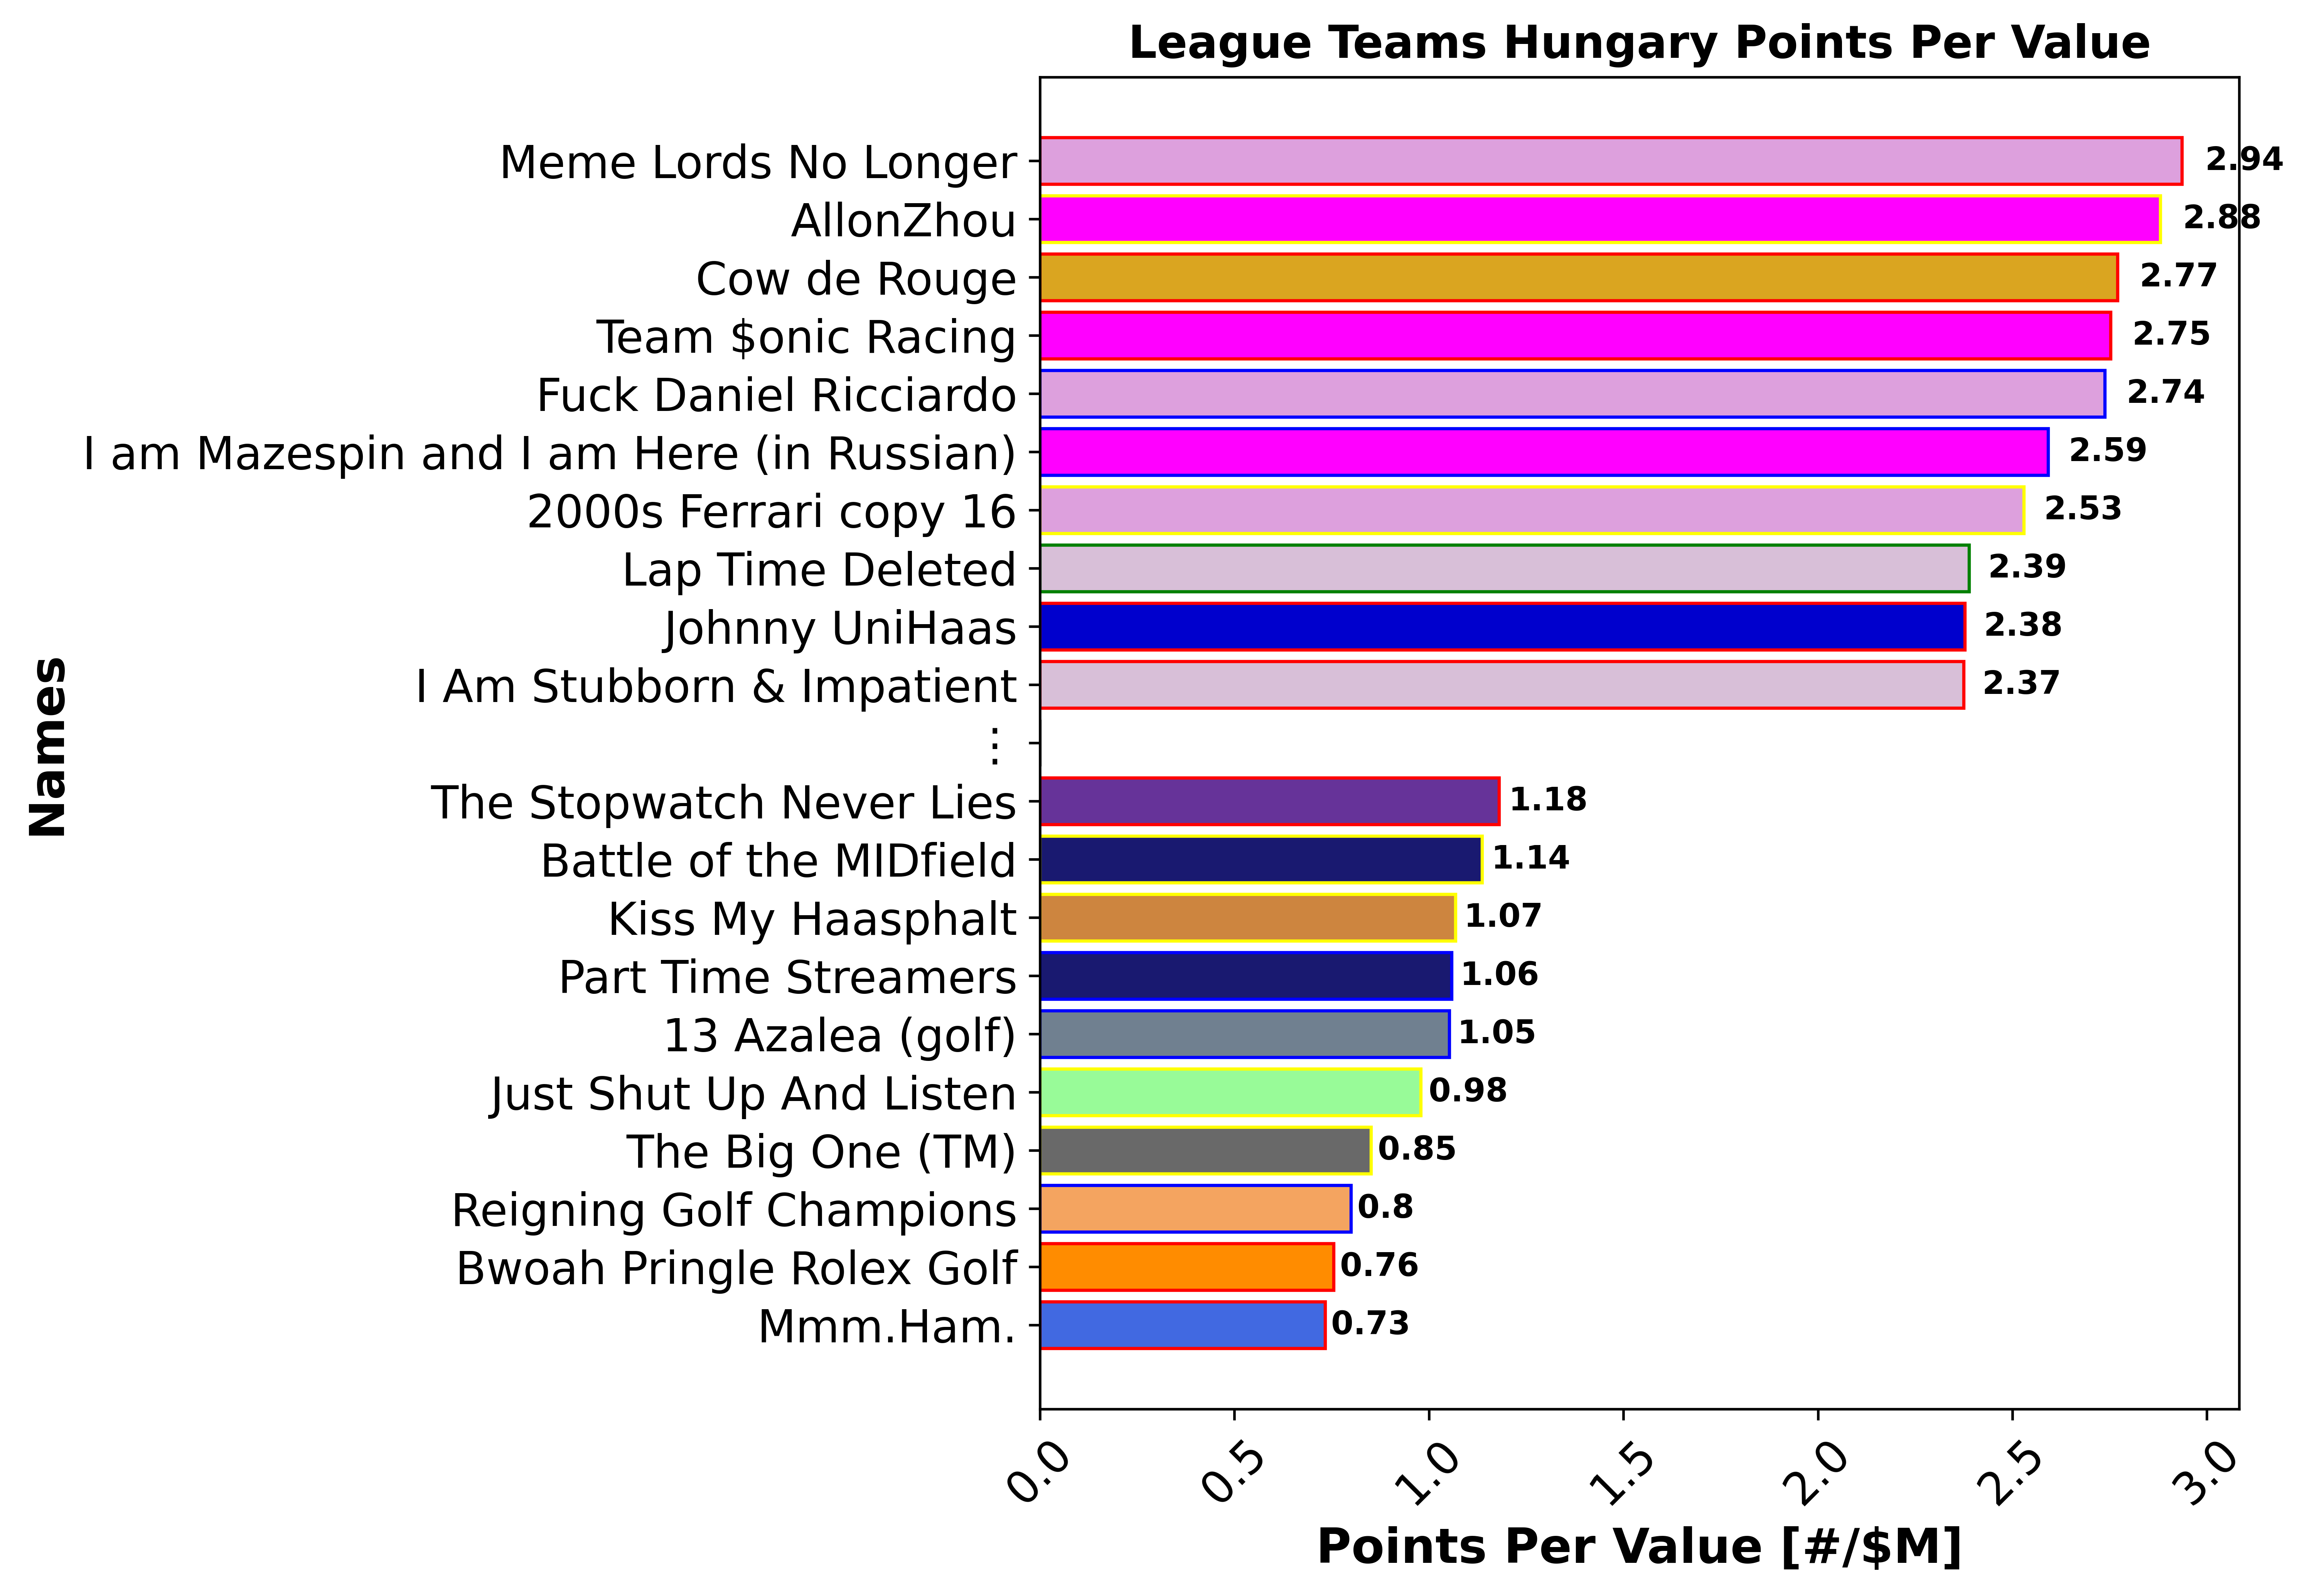 League Teams Hungary Points Per Value
Names
Meme Lords No Longer 2.94
AllonZhou 2.88
Cow de Rouge 2.77
Team $onic Racing 2.75
Fuck Daniel Ricciardo 2.74
I am Mazespin and I am Here (in Russian) 2.59
2000s Ferrari copy 16 2.53
Lap Time Deleted 2.39
Johnny UniHaas 2.38
I Am Stubborn & Impatient 2.37
⋮
The Stopwatch Never Lies 1.18
Battle of the MIDfield 1.14
Kiss My Haasphalt 1.07
Part Time Streamers 1.06
13 Azalea (golf) 1.05
Just Shut Up And Listen 0.98
The Big One (TM) 0.85
Reigning Golf Champions 0.8
Bwoah Pringle Rolex Golf 0.76
Mmm.Ham. 0.73
0.0 0.5 1.0 1.5 2.0 2.5 3.0
Points Per Value [#/$M]